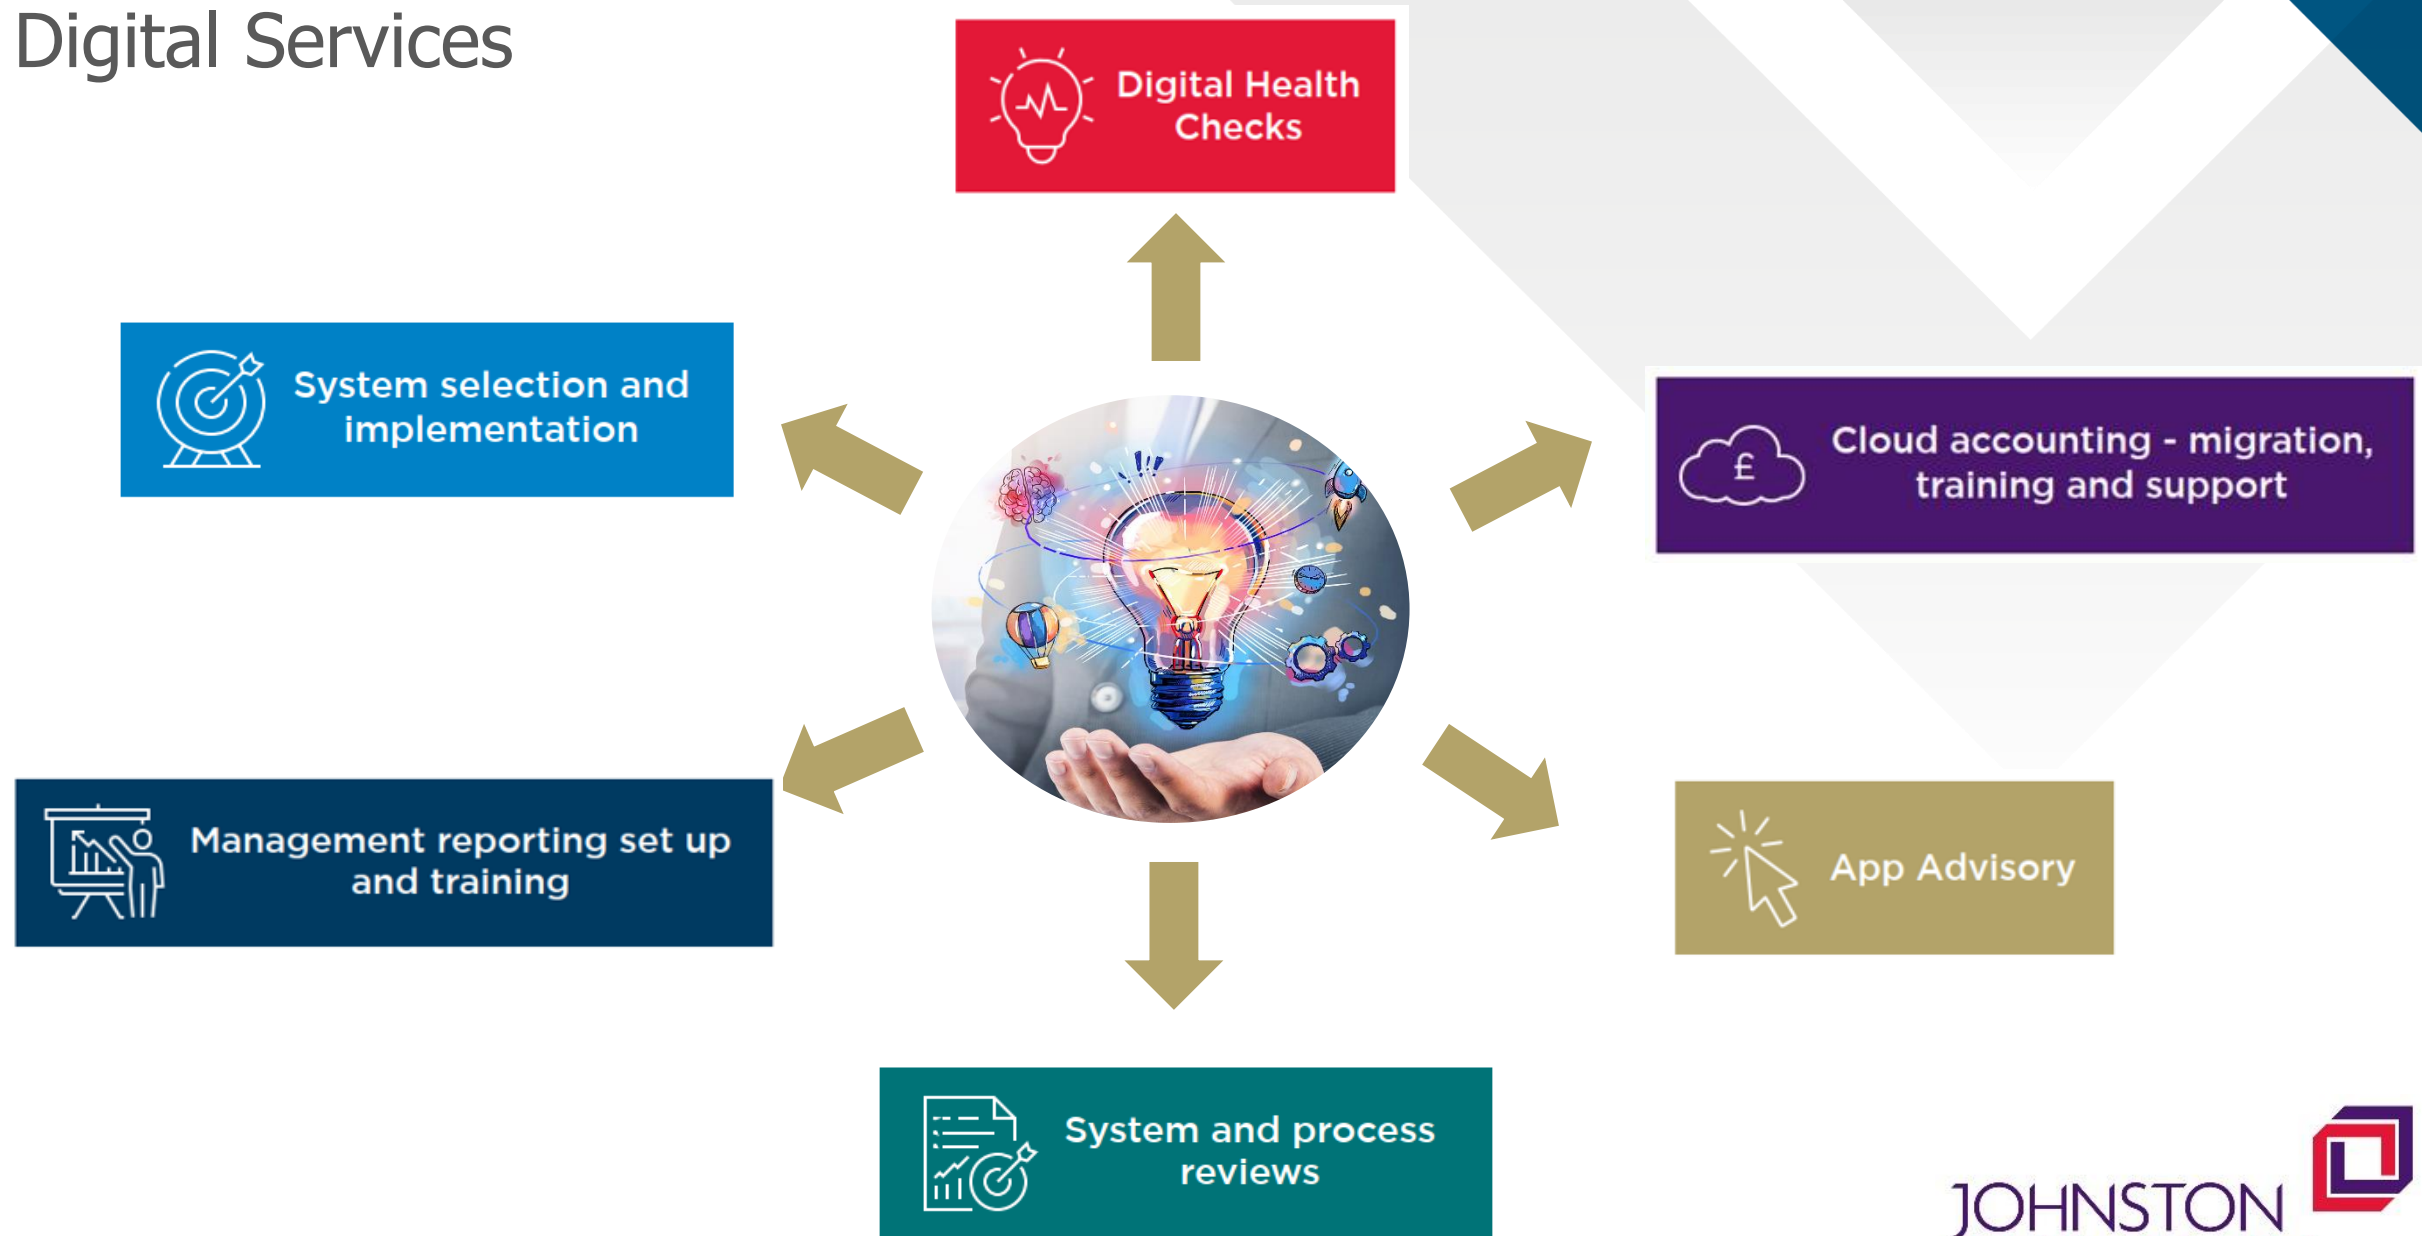 Digital Services
Digital Health
Checks
System selection and
implementation
£
Cloud accounting - migration,
training and support
Management reporting set up
and training
App Advisory
System and process
reviews
JOHNSTON